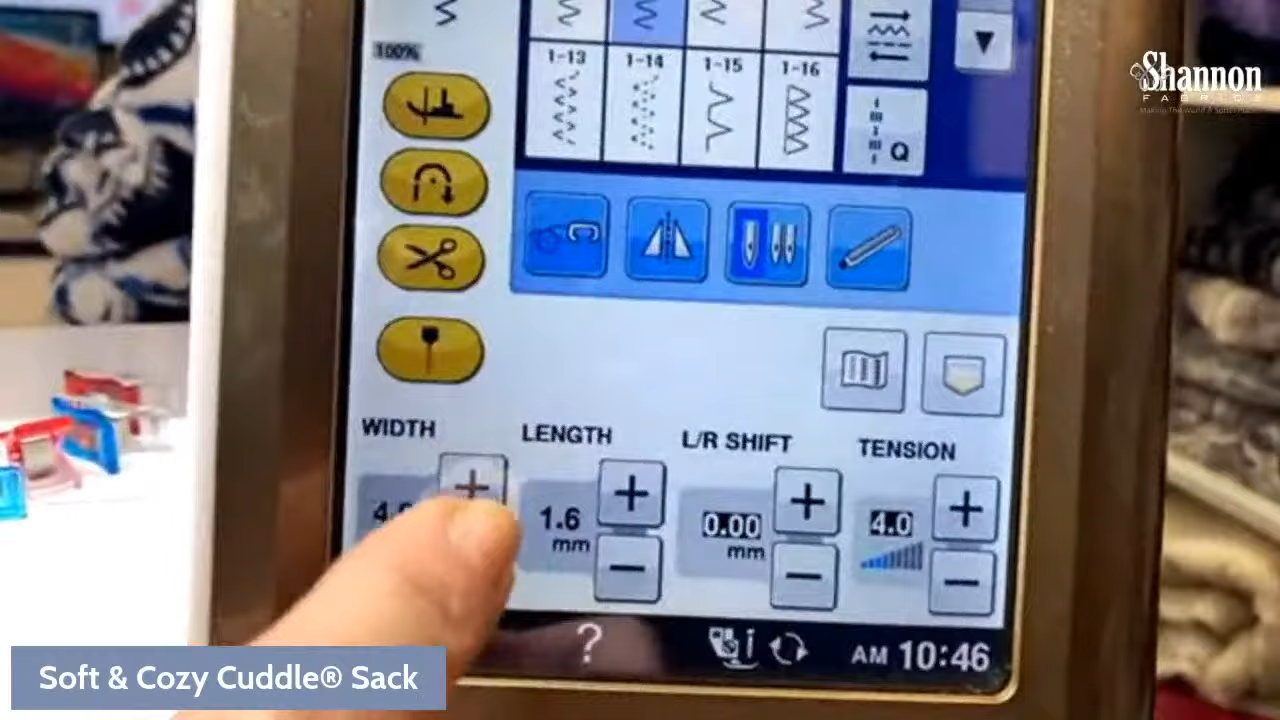 100%
1-13 1-14 1-15 1-16
Q
Shannon
FABRICS
WIDTH LENGTH L/R SHIFT TENSION
+ + + +
1.6 0.00 4.0
mm mm
− − −
? i AM 10:46
Soft & Cozy Cuddle® Sack